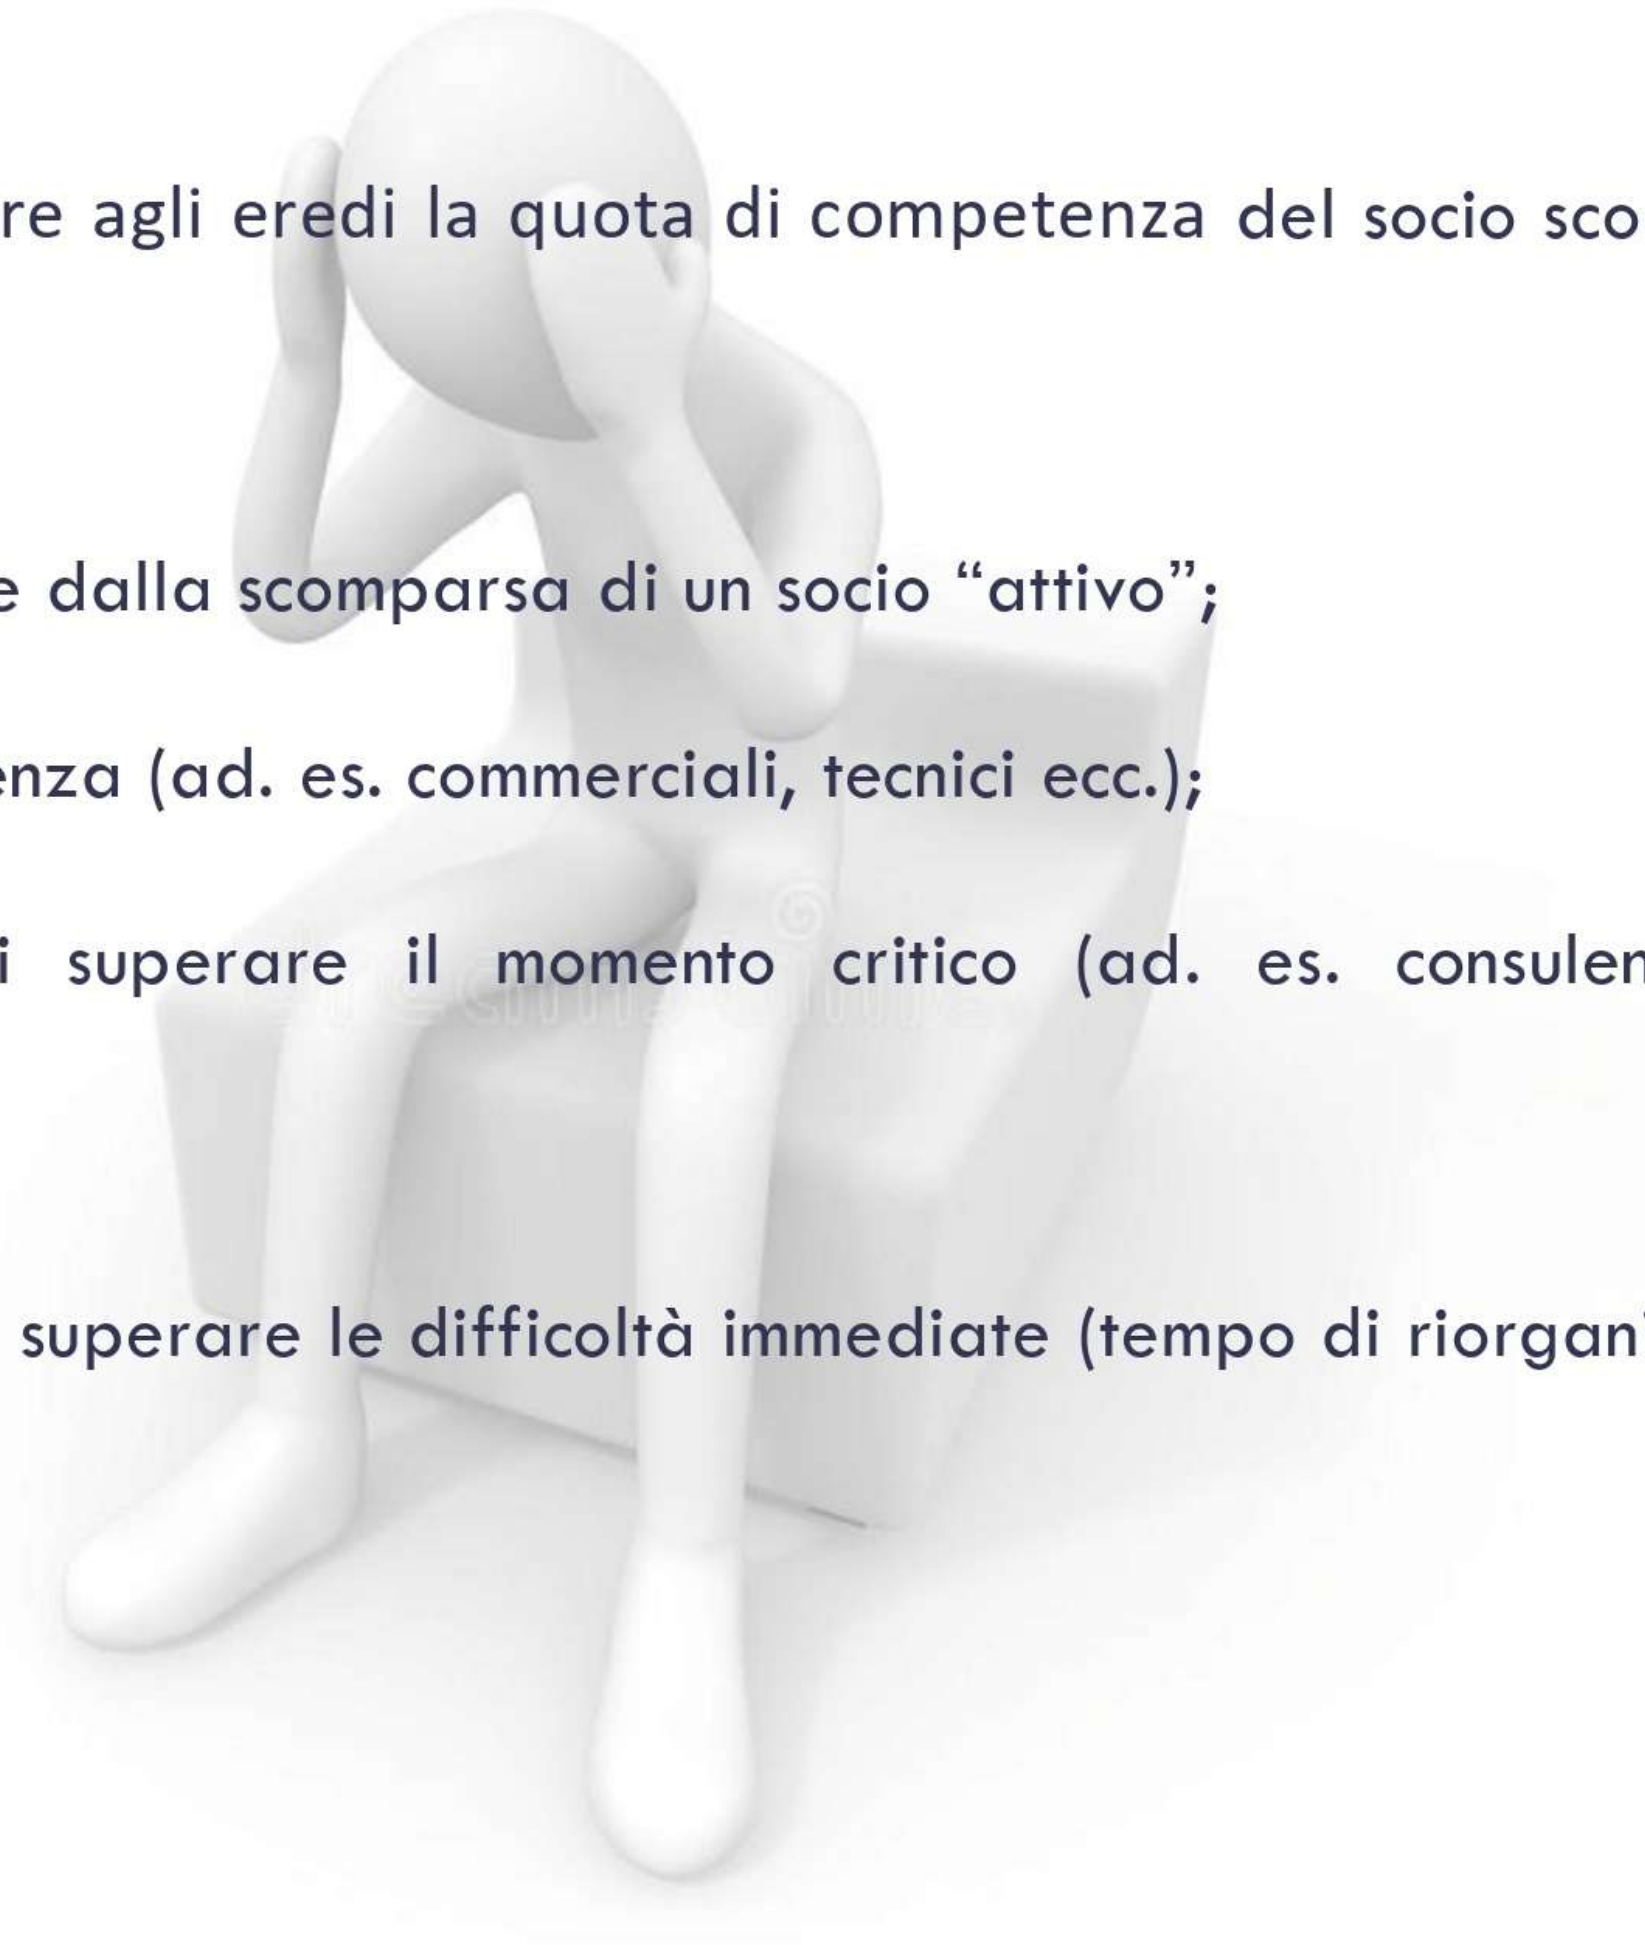 re agli eredi la quota di competenza del socio sco
e dalla scomparsa di un socio “attivo”;
enza (ad. es. commerciali, tecnici ecc.);
i superare il momento critico (ad. es. consulen
superare le difficoltà immediate (tempo di riorgani